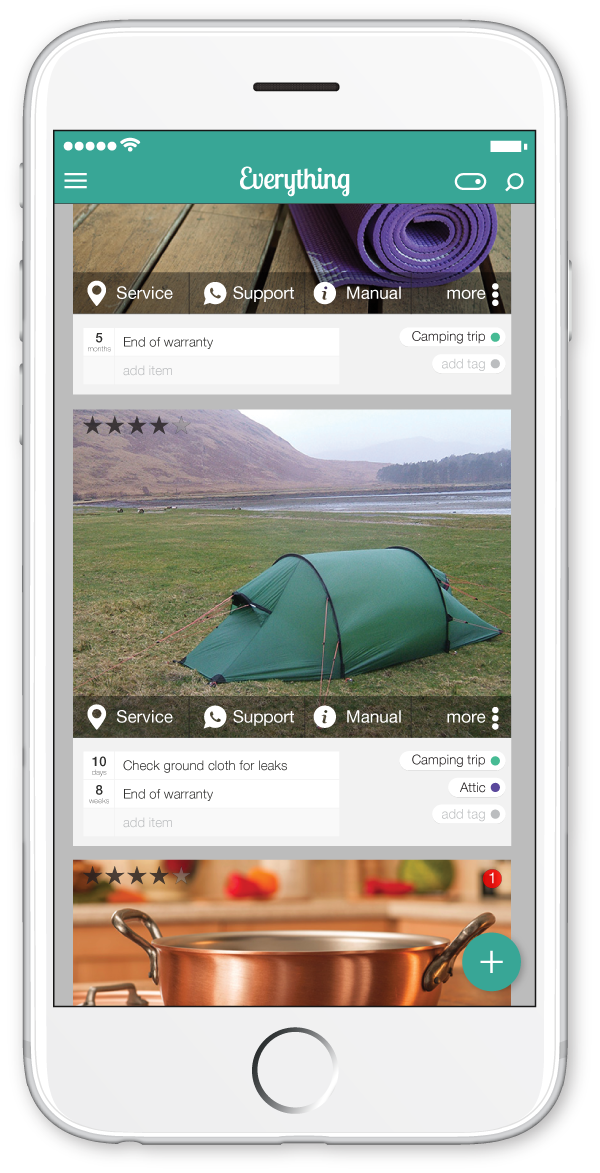 Everything
Service Support i Manual more
5 months End of warranty Camping trip
add item add tag
Service Support i Manual more
10 days Check ground cloth for leaks Camping trip
8 weeks End of warranty Attic
add item add tag
1
+